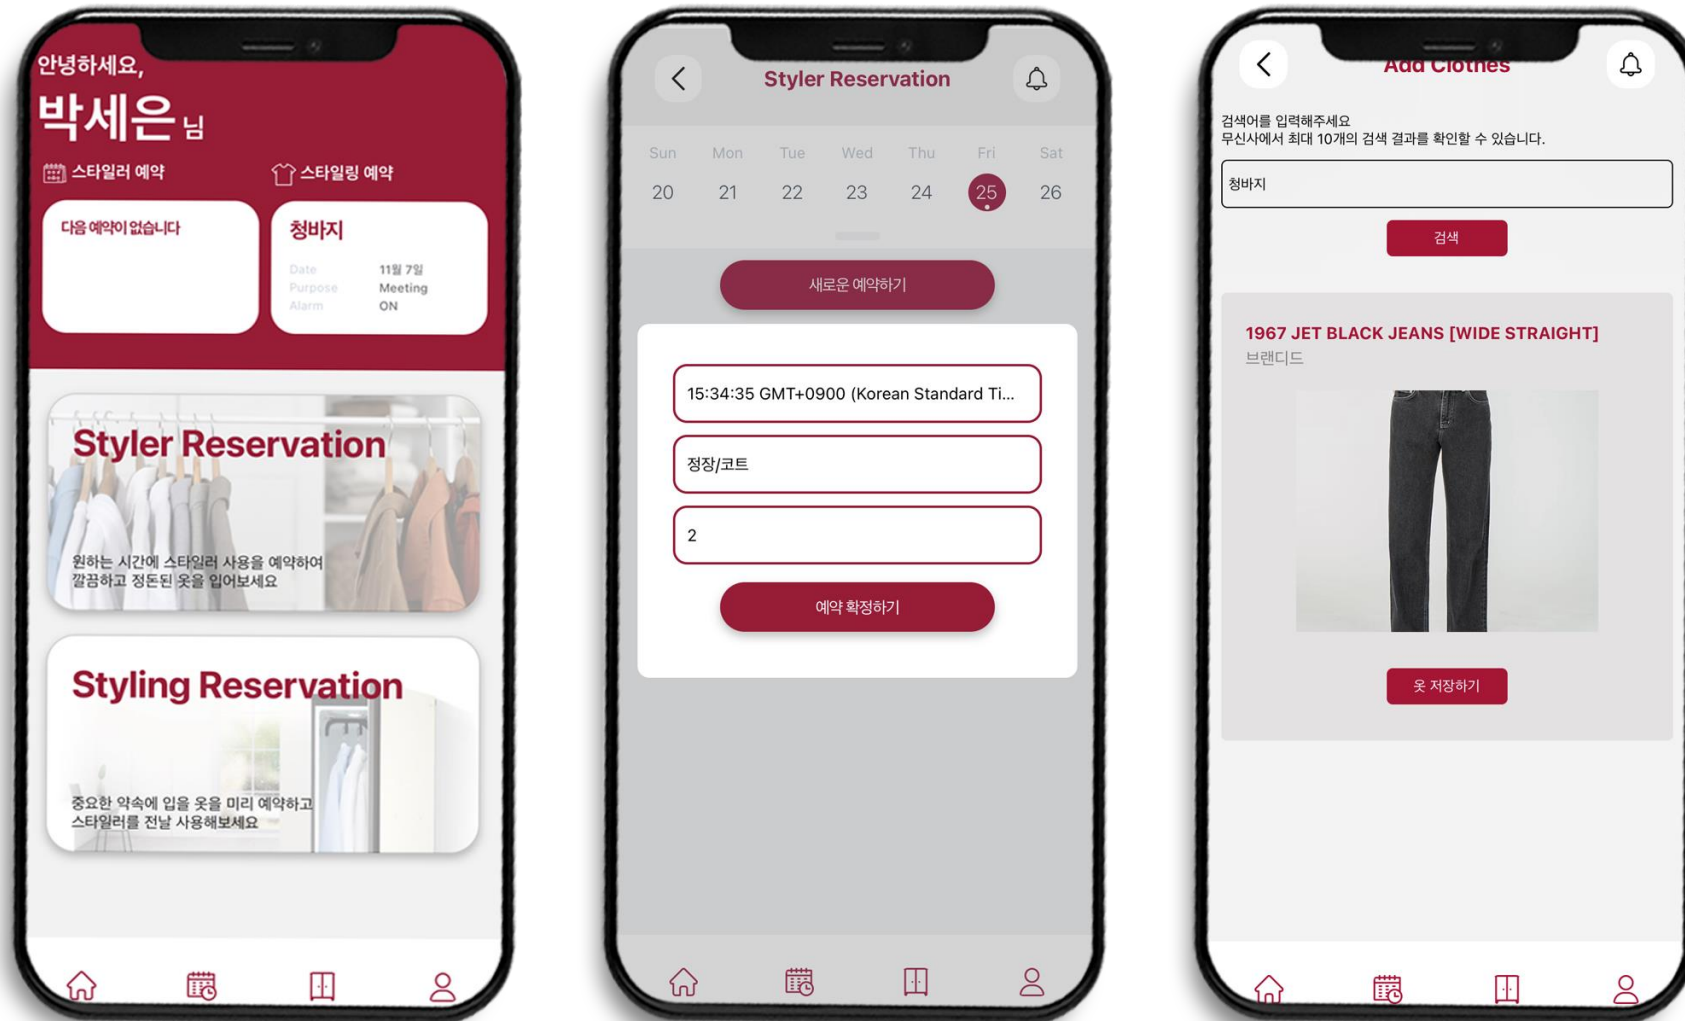 안녕하세요,
박세은 님
스타일러 예약
스타일링 예약
다음 예약이 없습니다
청바지
Date 11월 7일
Purpose Meeting
Alarm ON
Styler Reservation
원하는 시간에 스타일러 사용을 예약하여
깔끔하고 정돈된 옷을 입어보세요
Styling Reservation
중요한 약속에 입을 옷을 미리 예약하고
스타일러를 전날 사용해보세요
Styler Reservation
Sun Mon Tue Wed Thu Fri Sat
20 21 22 23 24 25 26
새로운 예약하기
15:34:35 GMT+0900 (Korean Standard Ti...
정장/코트
2
예약 확정하기
Add Clothes
검색어를 입력해주세요
무신사에서 최대 10개의 검색 결과를 확인할 수 있습니다.
청바지
검색
1967 JET BLACK JEANS [WIDE STRAIGHT]
브랜디드
옷 저장하기